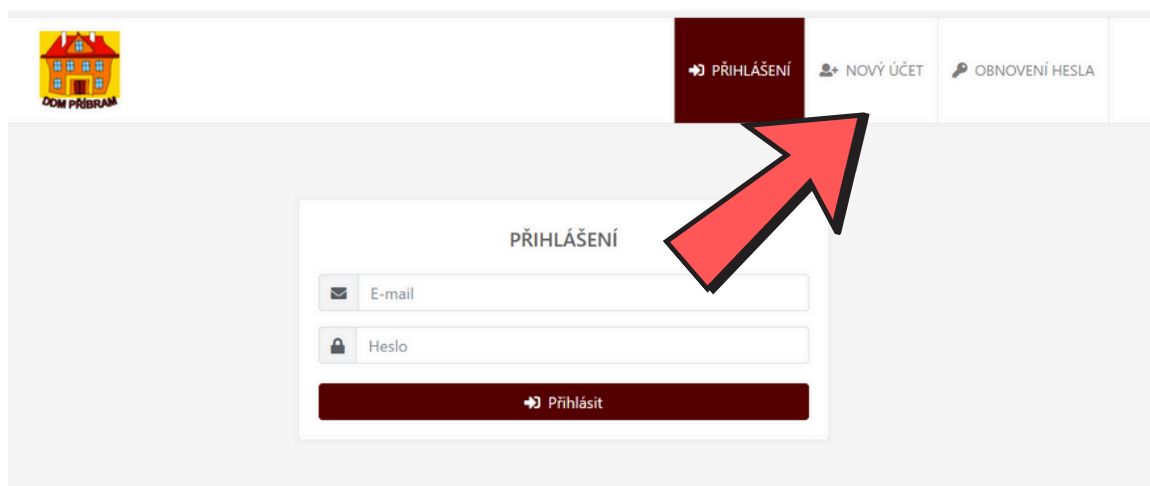 DDM PŘÍBRAM
PŘIHLÁŠENÍ
NOVÝ ÚČET
OBNOVENÍ HESLA
PŘIHLÁŠENÍ
E-mail
Heslo
Přihlásit